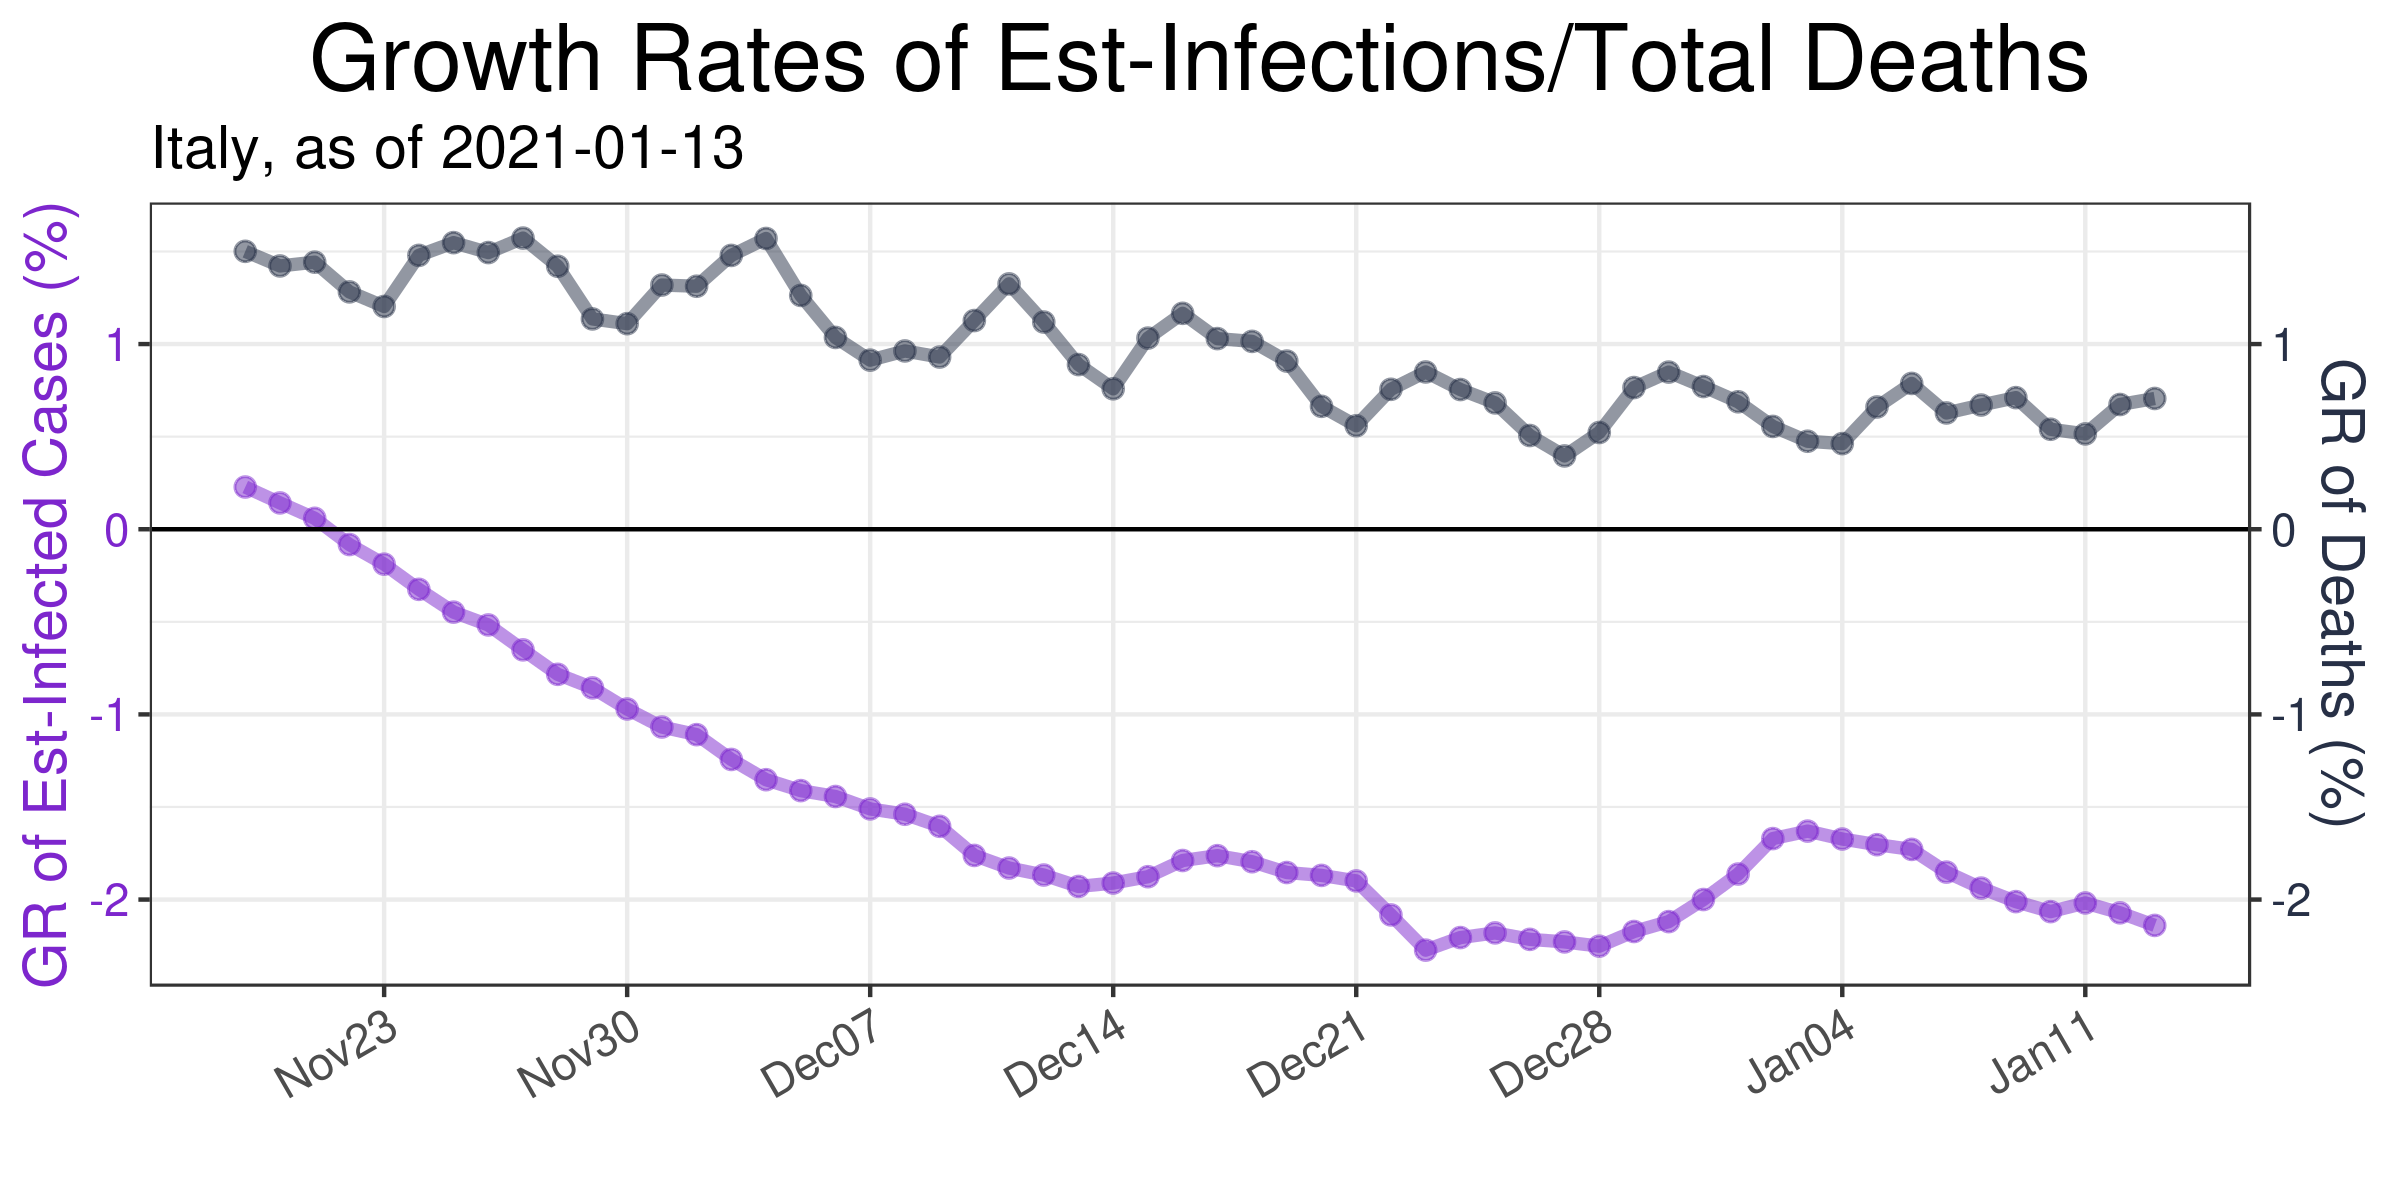 Growth Rates of Est-Infections/Total Deaths
Italy, as of 2021-01-13
GR of Est-Infected Cases (%)
1
0
-1
-2
1
0
-1
-2
GR of Deaths (%)
Nov23
Nov30
Dec07
Dec14
Dec21
Dec28
Jan04
Jan11